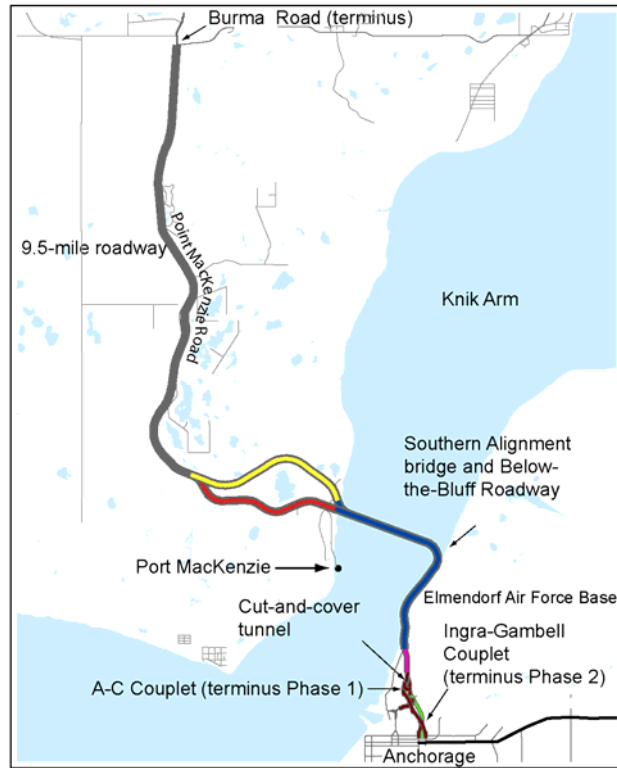 Burma Road (terminus)
9.5-mile roadway
Point MacKenzie Road
Knik Arm
Southern Alignment
bridge and Below-
the-Bluff Roadway
Port MacKenzie
Cut-and-cover
tunnel
Elmendorf Air Force Base
Ingra-Gambell
Couplet
(terminus Phase 2)
A-C Couplet (terminus Phase 1)
Anchorage